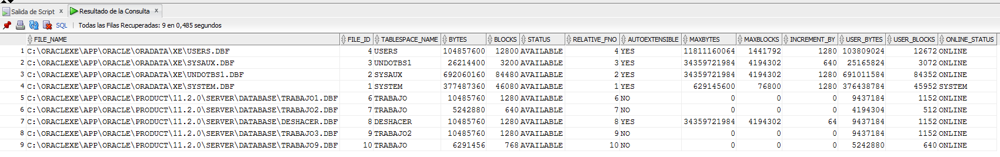 Salida de Script x Resultado de la Consulta x
SQL | Todas las Filas Recuperadas: 9 en 0,485 segundos
FILE_NAME FILE_ID TABLESPACE_NAME BYTES BLOCKS STATUS RELATIVE_FNO AUTOEXTENSIBLE MAXBYTES MAXBLOCKS INCREMENT_BY USER_BYTES USER_BLOCKS ONLINE_STATUS
1 C:\ORACLEXE\APP\ORACLE\ORADATA\XE\USERS.DBF 4 USERS 104857600 12800 AVAILABLE 4 YES 11811160064 1441792 1280 103809024 12672 ONLINE
2 C:\ORACLEXE\APP\ORACLE\ORADATA\XE\SYSAUX.DBF 3 UNDOTBS1 26214400 3200 AVAILABLE 3 YES 34359721984 4194302 640 25165824 3072 ONLINE
3 C:\ORACLEXE\APP\ORACLE\ORADATA\XE\UNDOTBS1.DBF 2 SYSAUX 692060160 84480 AVAILABLE 2 YES 34359721984 4194302 1280 691011584 84352 ONLINE
4 C:\ORACLEXE\APP\ORACLE\ORADATA\XE\SYSTEM.DBF 1 SYSTEM 377487360 46080 AVAILABLE 1 YES 629145600 76800 1280 376438784 45952 SYSTEM
5 C:\ORACLEXE\APP\ORACLE\PRODUCT\11.2.0\SERVER\DATABASE\TRABAJO1.DBF 6 TRABAJO 10485760 1280 AVAILABLE 6 NO 0 0 0 9437184 1152 ONLINE
6 C:\ORACLEXE\APP\ORACLE\PRODUCT\11.2.0\SERVER\DATABASE\TRABAJO2.DBF 7 TRABAJO 5242880 640 AVAILABLE 7 NO 0 0 0 4194304 512 ONLINE
7 C:\ORACLEXE\APP\ORACLE\PRODUCT\11.2.0\SERVER\DATABASE\DESHACER.DBF 8 DESHACER 10485760 1280 AVAILABLE 8 YES 34359721984 4194302 64 9437184 1152 ONLINE
8 C:\ORACLEXE\APP\ORACLE\PRODUCT\11.2.0\SERVER\DATABASE\TRABAJO3.DBF 9 TRABAJO2 10485760 1280 AVAILABLE 9 NO 0 0 0 9437184 1152 ONLINE
9 C:\ORACLEXE\APP\ORACLE\PRODUCT\11.2.0\SERVER\DATABASE\TRABAJO9.DBF 10 TRABAJO 6291456 768 AVAILABLE 10 NO 0 0 0 5242880 640 ONLINE